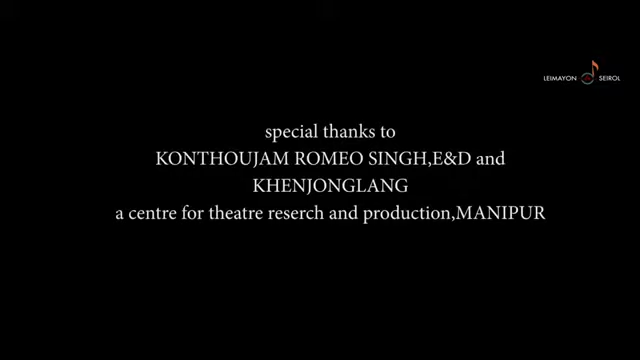 LEIMAYON SEIROL
special thanks to
KONTHOUJAM ROMEO SINGH,E&D and
KHENJONGLANG
a centre for theatre reserch and production,MANIPUR